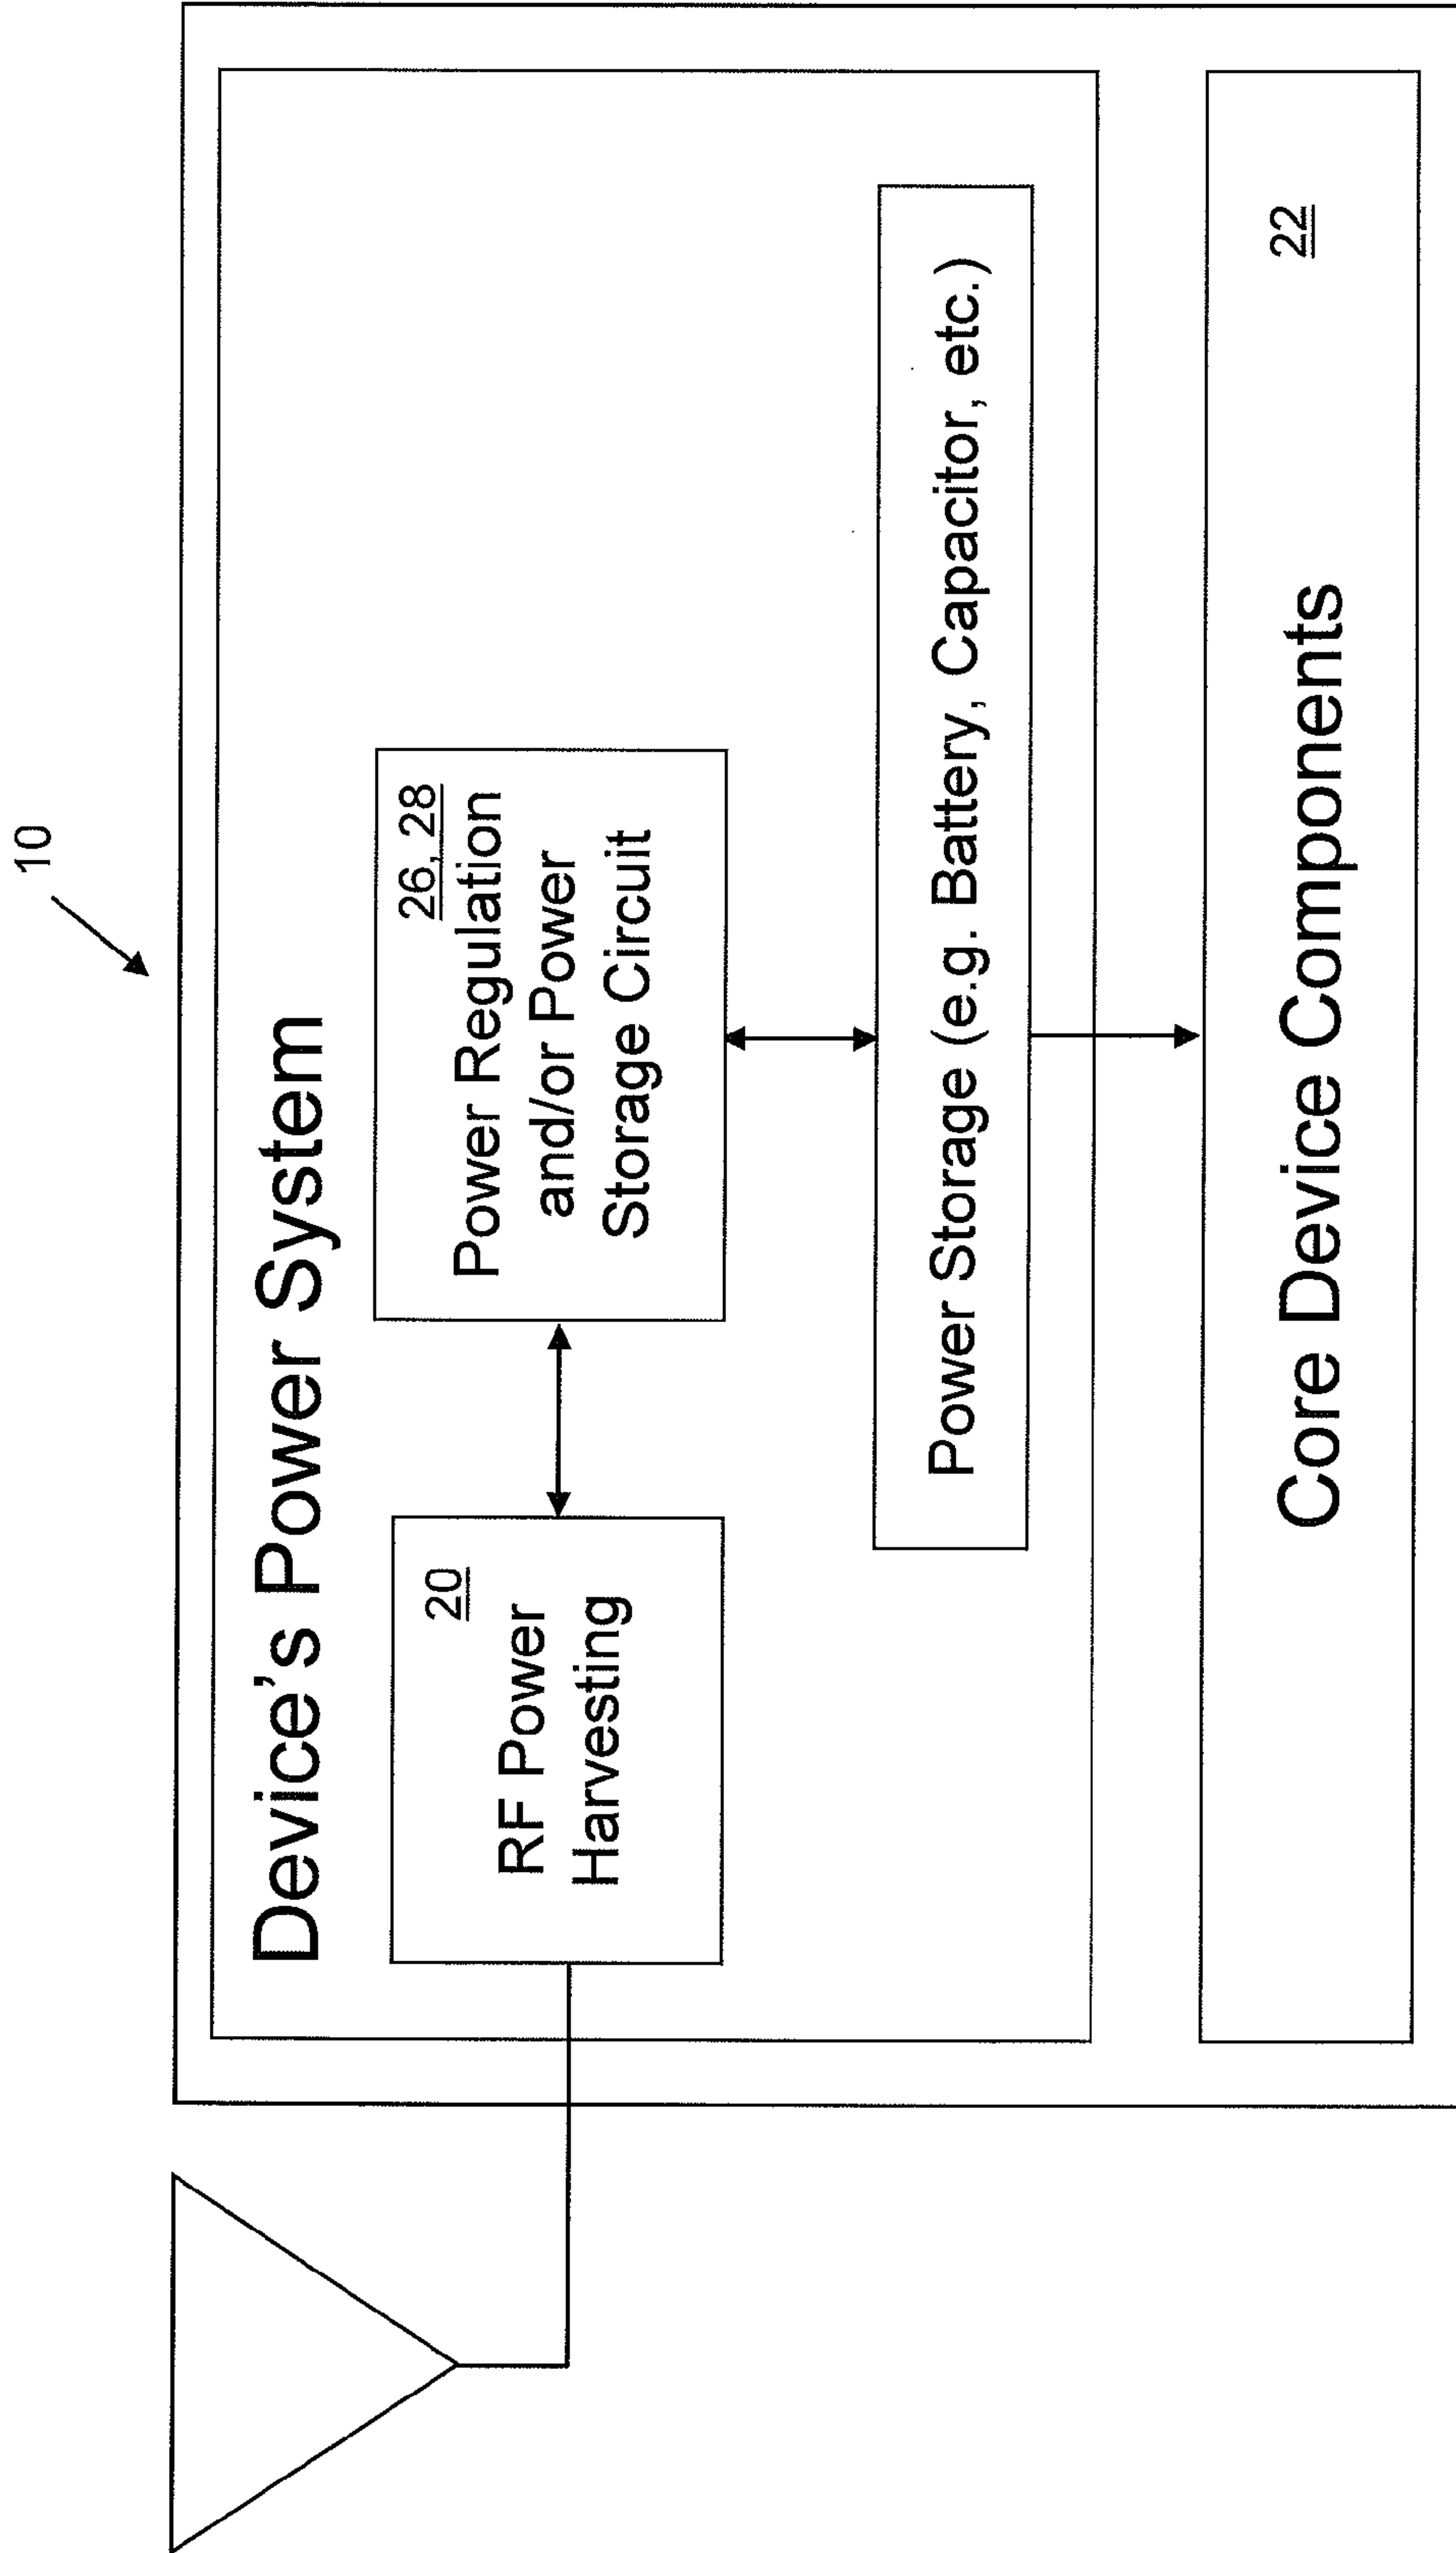 10
Device's Power System
20
RF Power
Harvesting
26, 28
Power Regulation
and/or Power
Storage Circuit
Power Storage (e.g. Battery, Capacitor, etc.)
22
Core Device Components